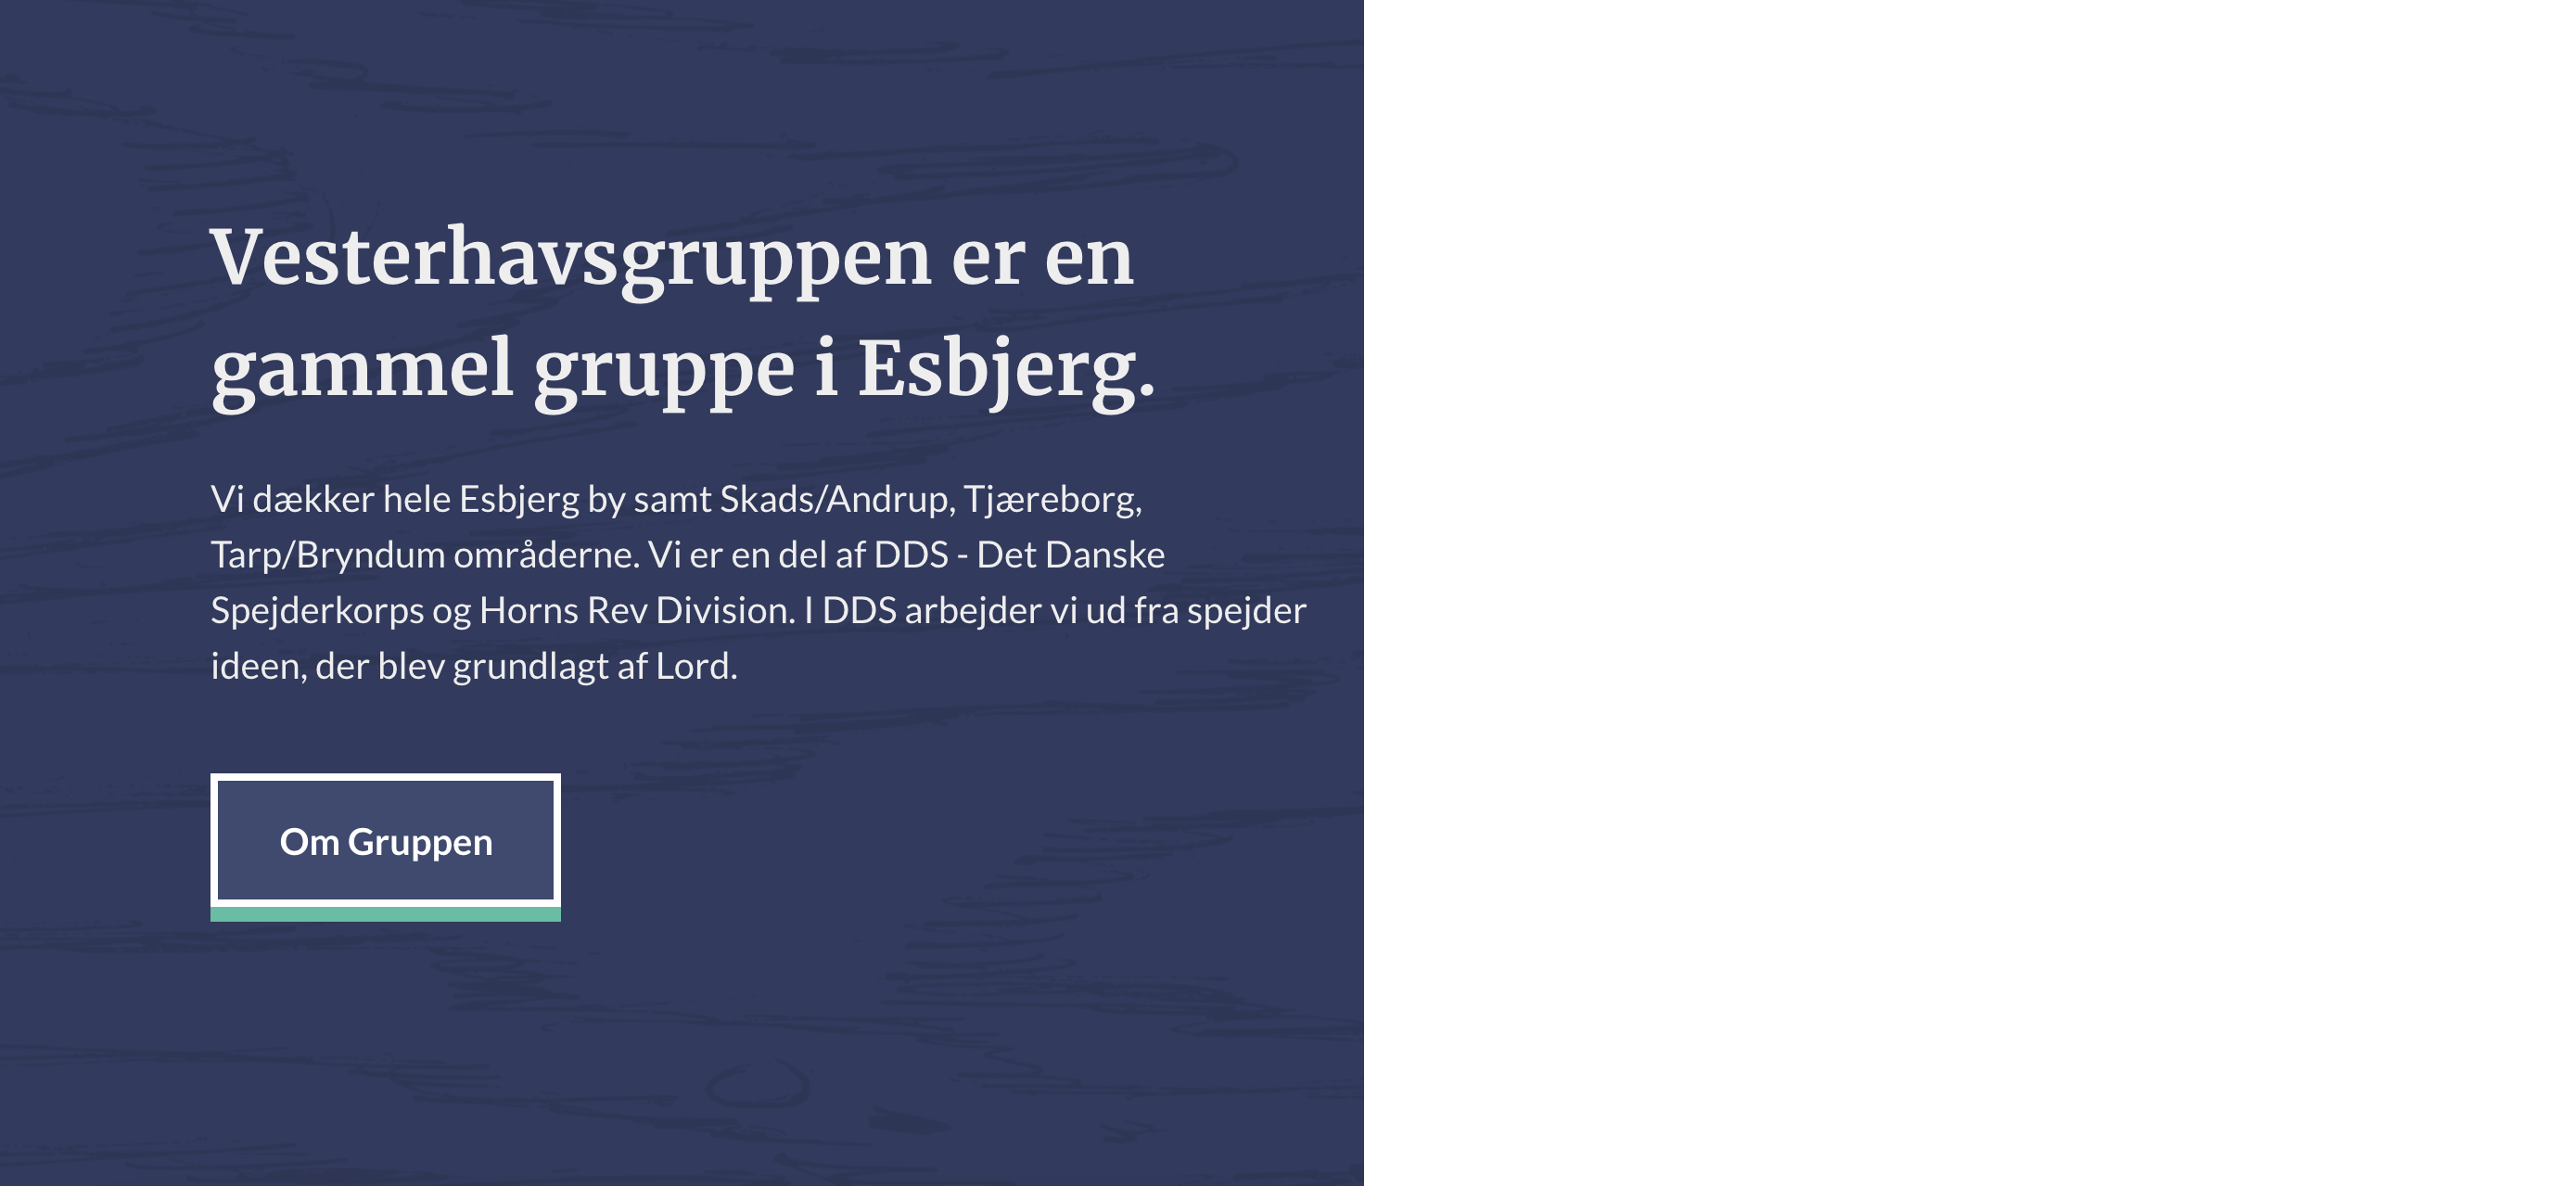 Vesterhavsgruppen er en
gammel gruppe i Esbjerg.
Vi dækker hele Esbjerg by samt Skads/Andrup, Tjæreborg,
Tarp/Bryndum områderne. Vi er en del af DDS - Det Danske
Spejderkorps og Horns Rev Division. I DDS arbejder vi ud fra spejder
ideen, der blev grundlagt af Lord.
Om Gruppen